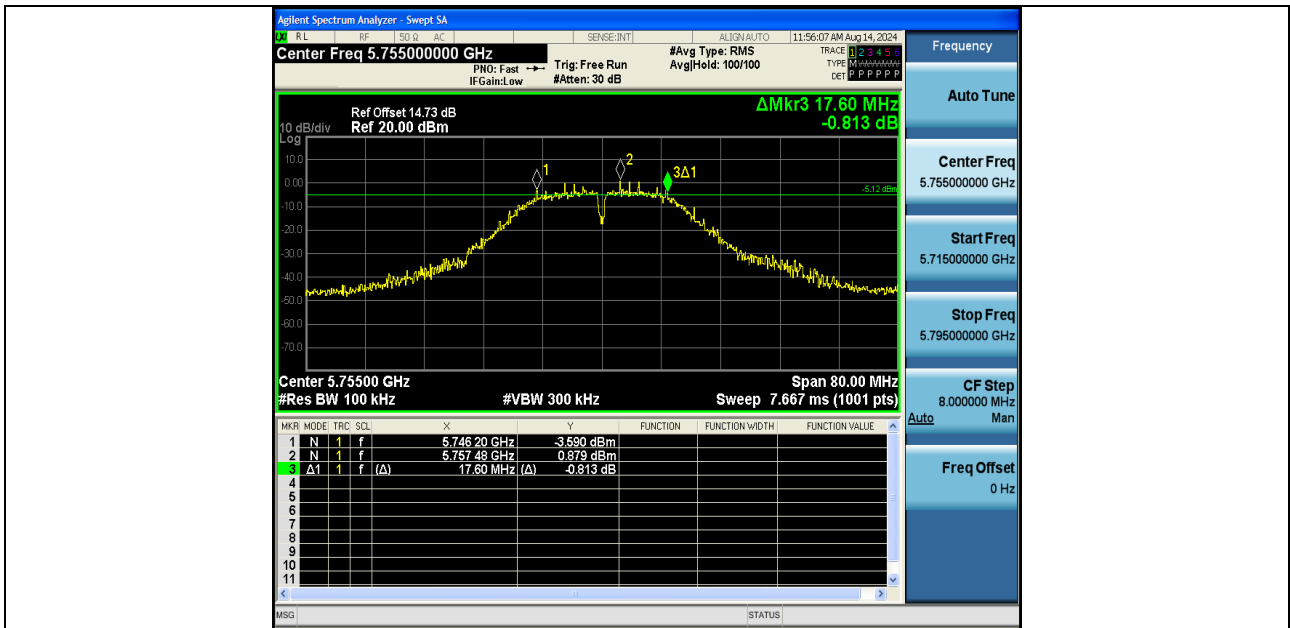 Agilent Spectrum Analyzer - Swept SA
LXI RL RF 50 Ω AC SENSE:INT ALIGN AUTO 11:56:07 AM Aug 14, 2024
Center Freq 5.755000000 GHz
PNO: Fast
IFGain:Low
Trig: Free Run
#Atten: 30 dB
#Avg Type: RMS
Avg|Hold: 100/100
TRACE 1 2 3 4 5 6
TYPE M
DET P P P P P P
Ref Offset 14.73 dB
10 dB/div Ref 20.00 dBm
Log
ΔMkr3 17.60 MHz
-0.813 dB
10.0
0.00
-10.0
-20.0
-30.0
-40.0
-50.0
-60.0
-70.0
1
2
3Δ1
-5.12 dBm
Center 5.75500 GHz Span 80.00 MHz
#Res BW 100 kHz #VBW 300 kHz Sweep 7.667 ms (1001 pts)
MKR MODE TRC SCL X Y FUNCTION FUNCTION WIDTH FUNCTION VALUE
1 N 1 f 5.746 20 GHz -3.590 dBm
2 N 1 f 5.757 48 GHz 0.879 dBm
3 Δ1 1 f (Δ) 17.60 MHz (Δ) -0.813 dB
4
5
6
7
8
9
10
11
MSG STATUS
Frequency
Auto Tune
Center Freq
5.755000000 GHz
Start Freq
5.715000000 GHz
Stop Freq
5.795000000 GHz
CF Step
8.000000 MHz
Auto Man
Freq Offset
0 Hz